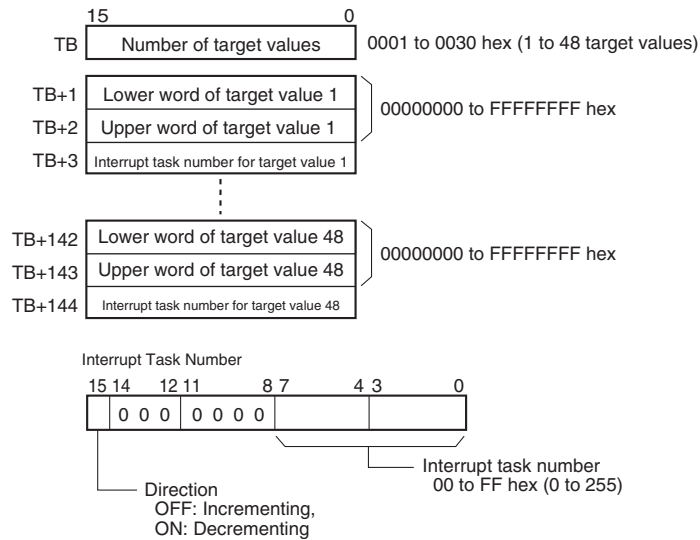 15 0
TB Number of target values 0001 to 0030 hex (1 to 48 target values)
TB+1 Lower word of target value 1
00000000 to FFFFFFFF hex
TB+2 Upper word of target value 1
TB+3 Interrupt task number for target value 1
TB+142 Lower word of target value 48
00000000 to FFFFFFFF hex
TB+143 Upper word of target value 48
TB+144 Interrupt task number for target value 48
Interrupt Task Number
15 14 12 11 8 7 4 3 0
0 0 0 0 0 0 0
Interrupt task number
00 to FF hex (0 to 255)
Direction
OFF: Incrementing,
ON: Decrementing